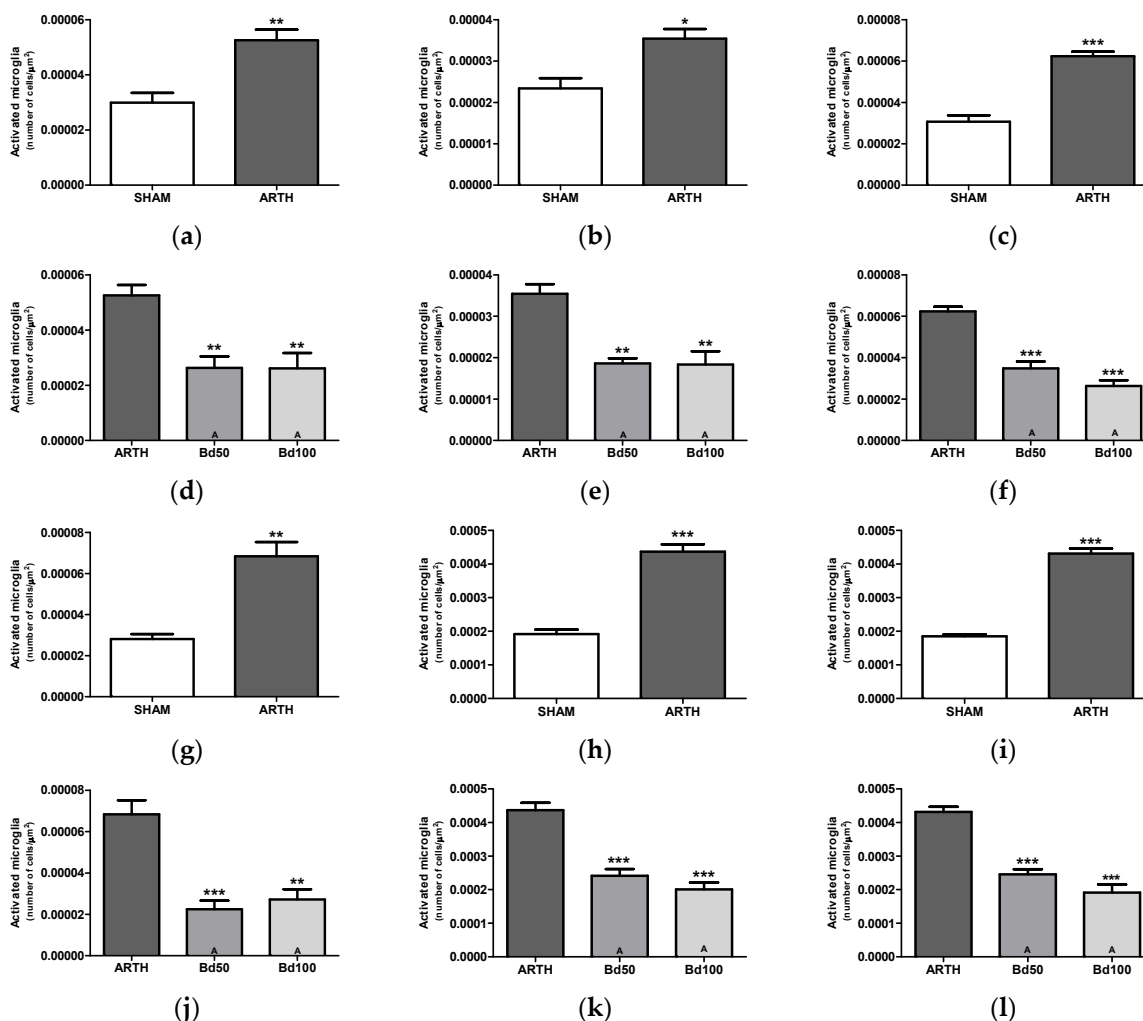 Activated microglia
(number of cells/μm²)
0.00006
0.00004
0.00002
0.00000
**
SHAM ARTH
(a)
Activated microglia
(number of cells/μm²)
0.00004
0.00003
0.00002
0.00001
0.00000
*
SHAM ARTH
(b)
Activated microglia
(number of cells/μm²)
0.00008
0.00006
0.00004
0.00002
0.00000
***
SHAM ARTH
(c)
Activated microglia
(number of cells/μm²)
0.00006
0.00004
0.00002
0.00000
** **
A A
ARTH Bd50 Bd100
(d)
Activated microglia
(number of cells/μm²)
0.00004
0.00003
0.00002
0.00001
0.00000
** **
A A
ARTH Bd50 Bd100
(e)
Activated microglia
(number of cells/μm²)
0.00008
0.00006
0.00004
0.00002
0.00000
*** ***
A A
ARTH Bd50 Bd100
(f)
Activated microglia
(number of cells/μm²)
0.00008
0.00006
0.00004
0.00002
0.00000
**
SHAM ARTH
(g)
Activated microglia
(number of cells/μm²)
0.0005
0.0004
0.0003
0.0002
0.0001
0.0000
***
SHAM ARTH
(h)
Activated microglia
(number of cells/μm²)
0.0005
0.0004
0.0003
0.0002
0.0001
0.0000
***
SHAM ARTH
(i)
Activated microglia
(number of cells/μm²)
0.00008
0.00006
0.00004
0.00002
0.00000
*** **
A A
ARTH Bd50 Bd100
(j)
Activated microglia
(number of cells/μm²)
0.0005
0.0004
0.0003
0.0002
0.0001
0.0000
*** ***
A A
ARTH Bd50 Bd100
(k)
Activated microglia
(number of cells/μm²)
0.0005
0.0004
0.0003
0.0002
0.0001
0.0000
*** ***
A A
ARTH Bd50 Bd100
(l)